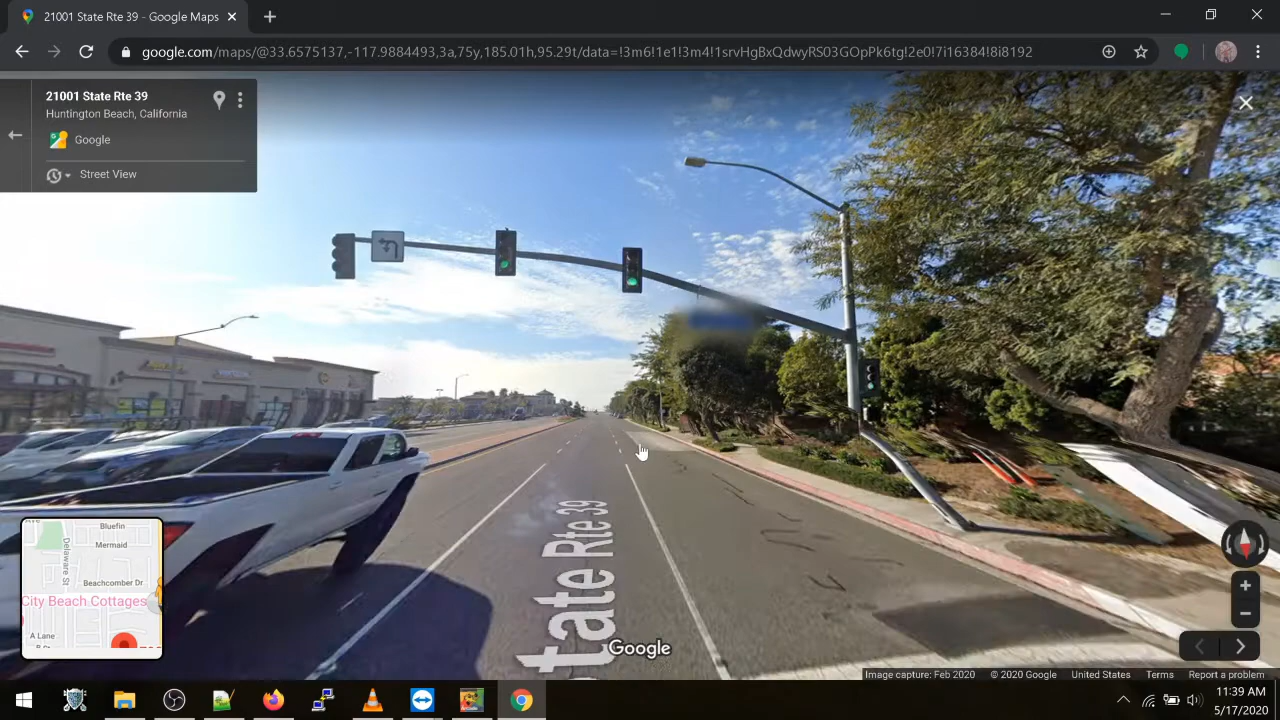 21001 State Rte 39 - Google Maps
google.com/maps/@33.6575137,-117.9884493,3a,75y,185.01h,95.29t/data=!3m6!1e1!3m4!1srvHgBxQdwyRS03GOpPk6tg!2e0!7i16384!8i8192
21001 State Rte 39
Huntington Beach, California
Google
Street View
State Rte 39
Bluefin
Mermaid
Delaware St
Beachcomber Dr
City Beach Cottages
A Lane
Google
Image capture: Feb 2020
© 2020 Google
United States
Terms
Report a problem
11:39 AM
5/17/2020